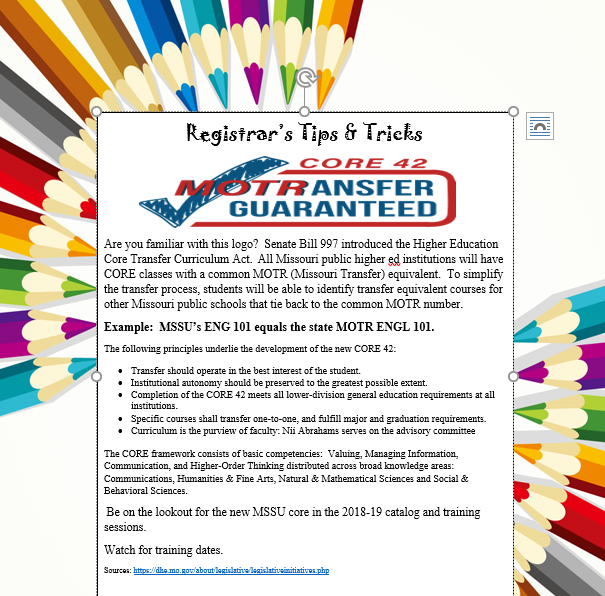 Registrar's Tips & Tricks
CORE 42
MOTRANSFER
GUARANTEED
Are you familiar with this logo?  Senate Bill 997 introduced the Higher Education
Core Transfer Curriculum Act.  All Missouri public higher ed institutions will have
CORE classes with a common MOTR (Missouri Transfer) equivalent.  To simplify
the transfer process, students will be able to identify transfer equivalent courses for
other Missouri public schools that tie back to the common MOTR number.
Example:  MSSU's ENG 101 equals the state MOTR ENGL 101.
The following principles underlie the development of the new CORE 42:
• Transfer should operate in the best interest of the student.
• Institutional autonomy should be preserved to the greatest possible extent.
• Completion of the CORE 42 meets all lower-division general education requirements at all
institutions.
• Specific courses shall transfer one-to-one, and fulfill major and graduation requirements.
• Curriculum is the purview of faculty: Nii Abrahams serves on the advisory committee
The CORE framework consists of basic competencies:  Valuing, Managing Information,
Communication, and Higher-Order Thinking distributed across broad knowledge areas:
Communications, Humanities & Fine Arts, Natural & Mathematical Sciences and Social &
Behavioral Sciences.
Be on the lookout for the new MSSU core in the 2018-19 catalog and training
sessions.
Watch for training dates.
Sources: https://dhe.mo.gov/about/legislative/legislativeinitiatives.php